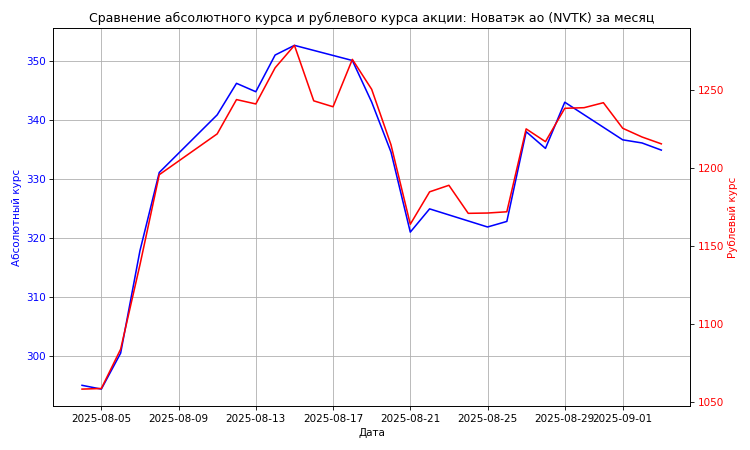 Сравнение абсолютного курса и рублевого курса акции: Новатэк ао (NVTK) за месяц
Абсолютный курс
350
340
330
320
310
300
1250
1200
1150
1100
1050
Рублевый курс
2025-08-05 2025-08-09 2025-08-13 2025-08-17 2025-08-21 2025-08-25 2025-08-29 2025-09-01
Дата